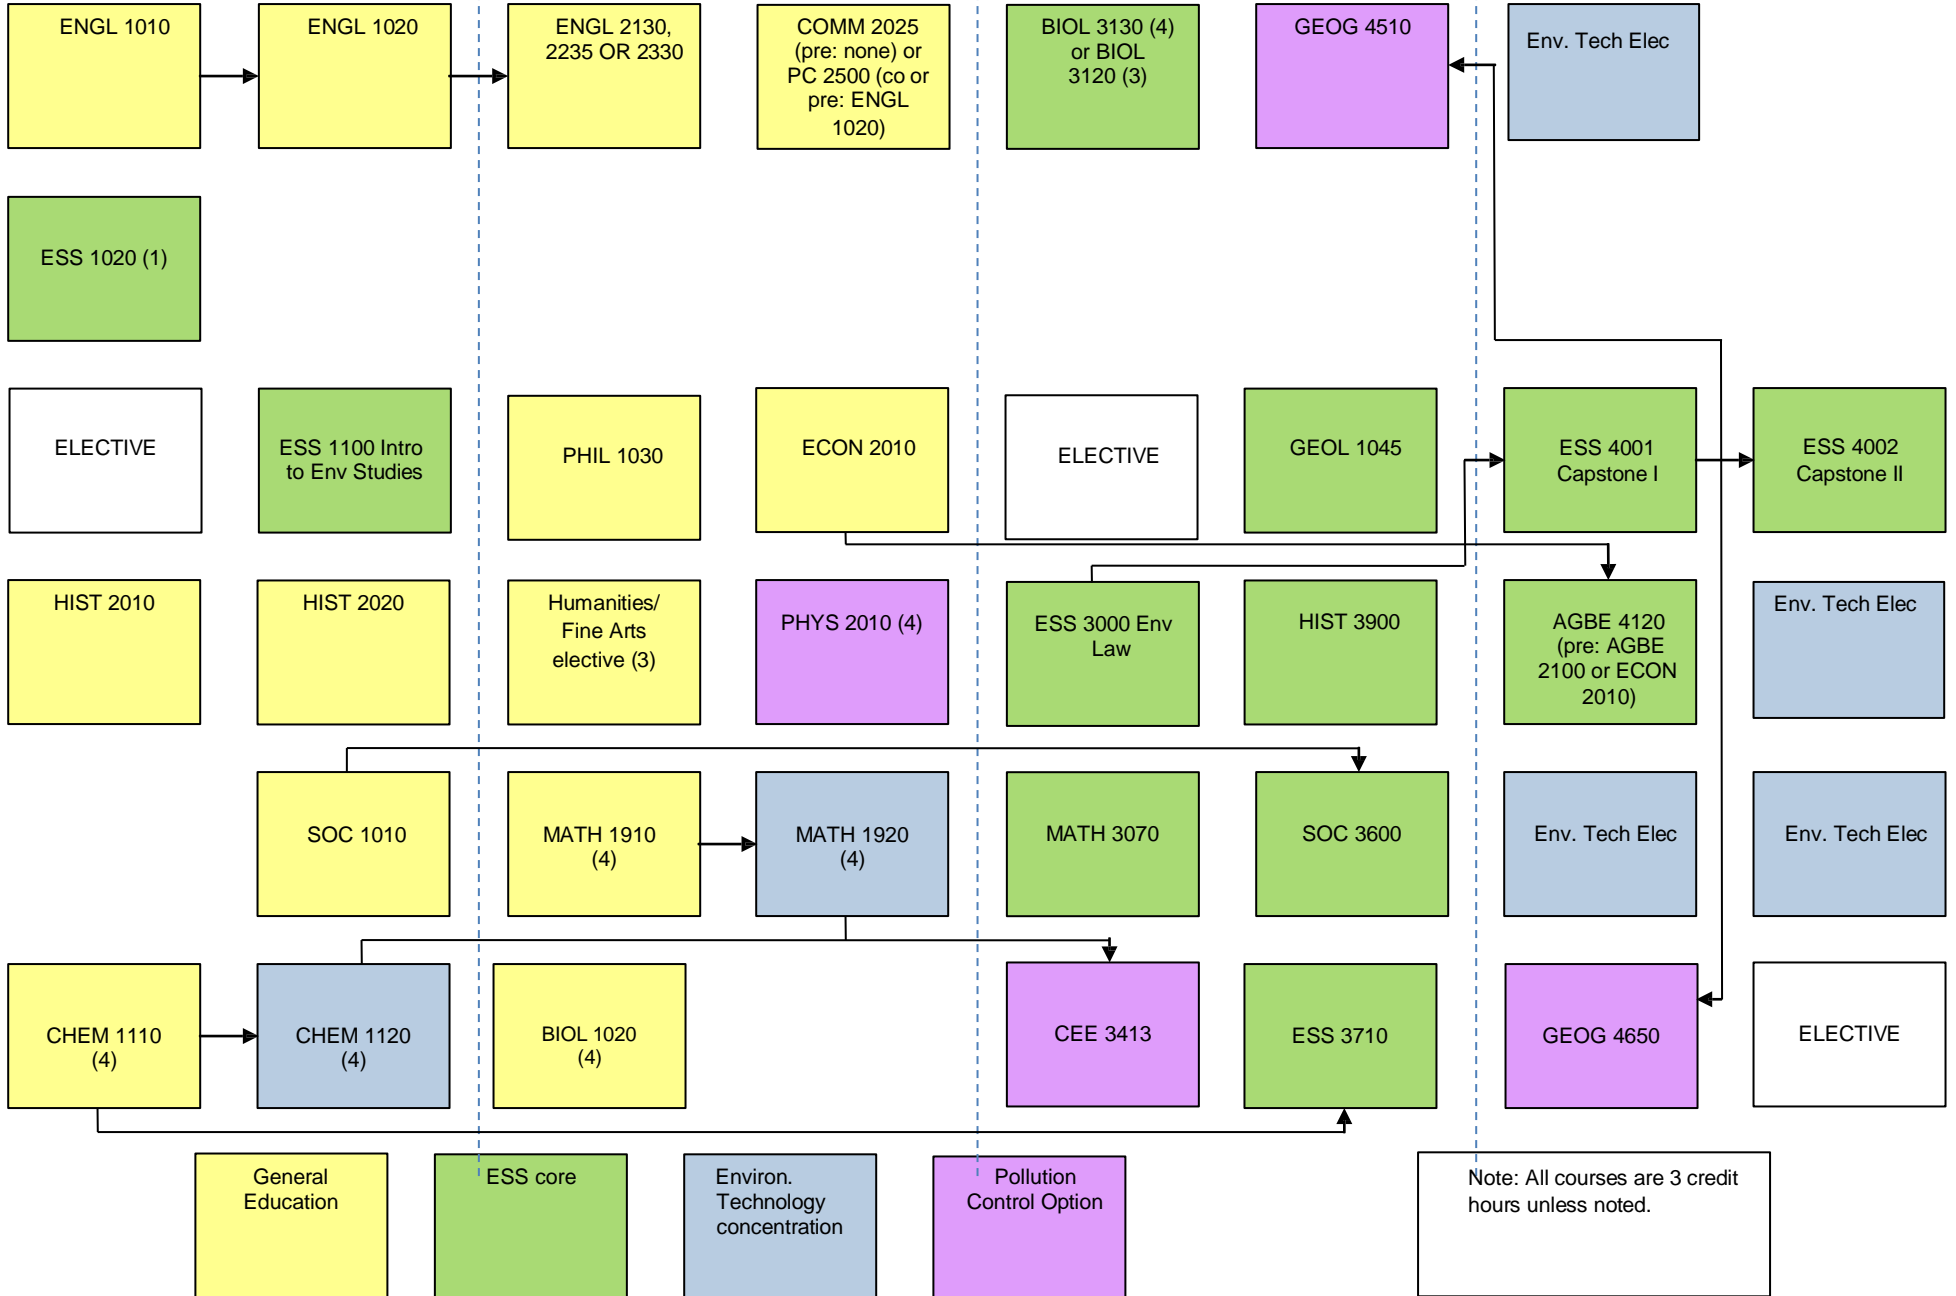 ENGL 1010
ENGL 1020
ENGL 2130,
2235 OR 2330
COMM 2025
(pre: none) or
PC 2500 (co or
pre: ENGL
1020)
BIOL 3130 (4)
or BIOL
3120 (3)
GEOG 4510
Env. Tech Elec
ESS 1020 (1)
ELECTIVE
ESS 1100 Intro
to Env Studies
PHIL 1030
ECON 2010
ELECTIVE
GEOL 1045
ESS 4001
Capstone I
ESS 4002
Capstone II
HIST 2010
HIST 2020
Humanities/
Fine Arts
elective (3)
PHYS 2010 (4)
ESS 3000 Env
Law
HIST 3900
AGBE 4120
(pre: AGBE
2100 or ECON
2010)
Env. Tech Elec
SOC 1010
MATH 1910
(4)
MATH 1920
(4)
MATH 3070
SOC 3600
Env. Tech Elec
Env. Tech Elec
CHEM 1110
(4)
CHEM 1120
(4)
BIOL 1020
(4)
CEE 3413
ESS 3710
GEOG 4650
ELECTIVE
General
Education
ESS core
Environ.
Technology
concentration
Pollution
Control Option
Note: All courses are 3 credit
hours unless noted.